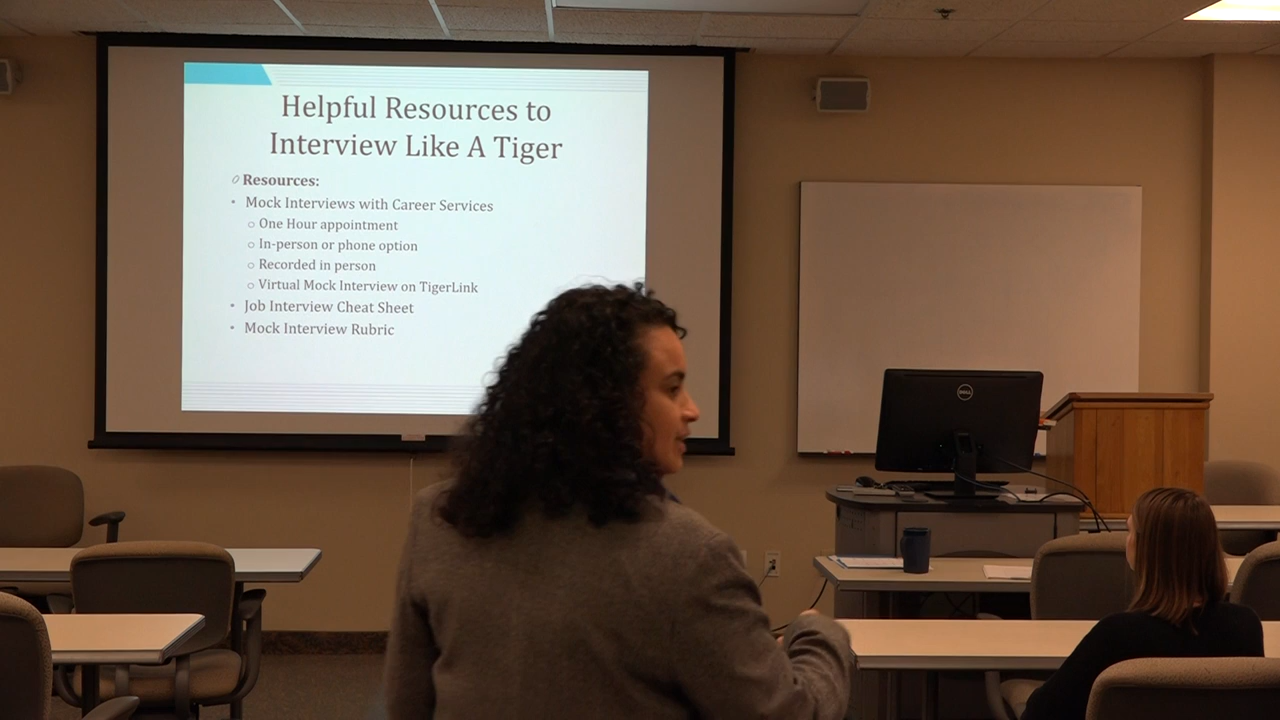 Helpful Resources to
Interview Like A Tiger
Resources:
Mock Interviews with Career Services
One Hour appointment
In-person or phone option
Recorded in person
Virtual Mock Interview on TigerLink
Job Interview Cheat Sheet
Mock Interview Rubric
DELL